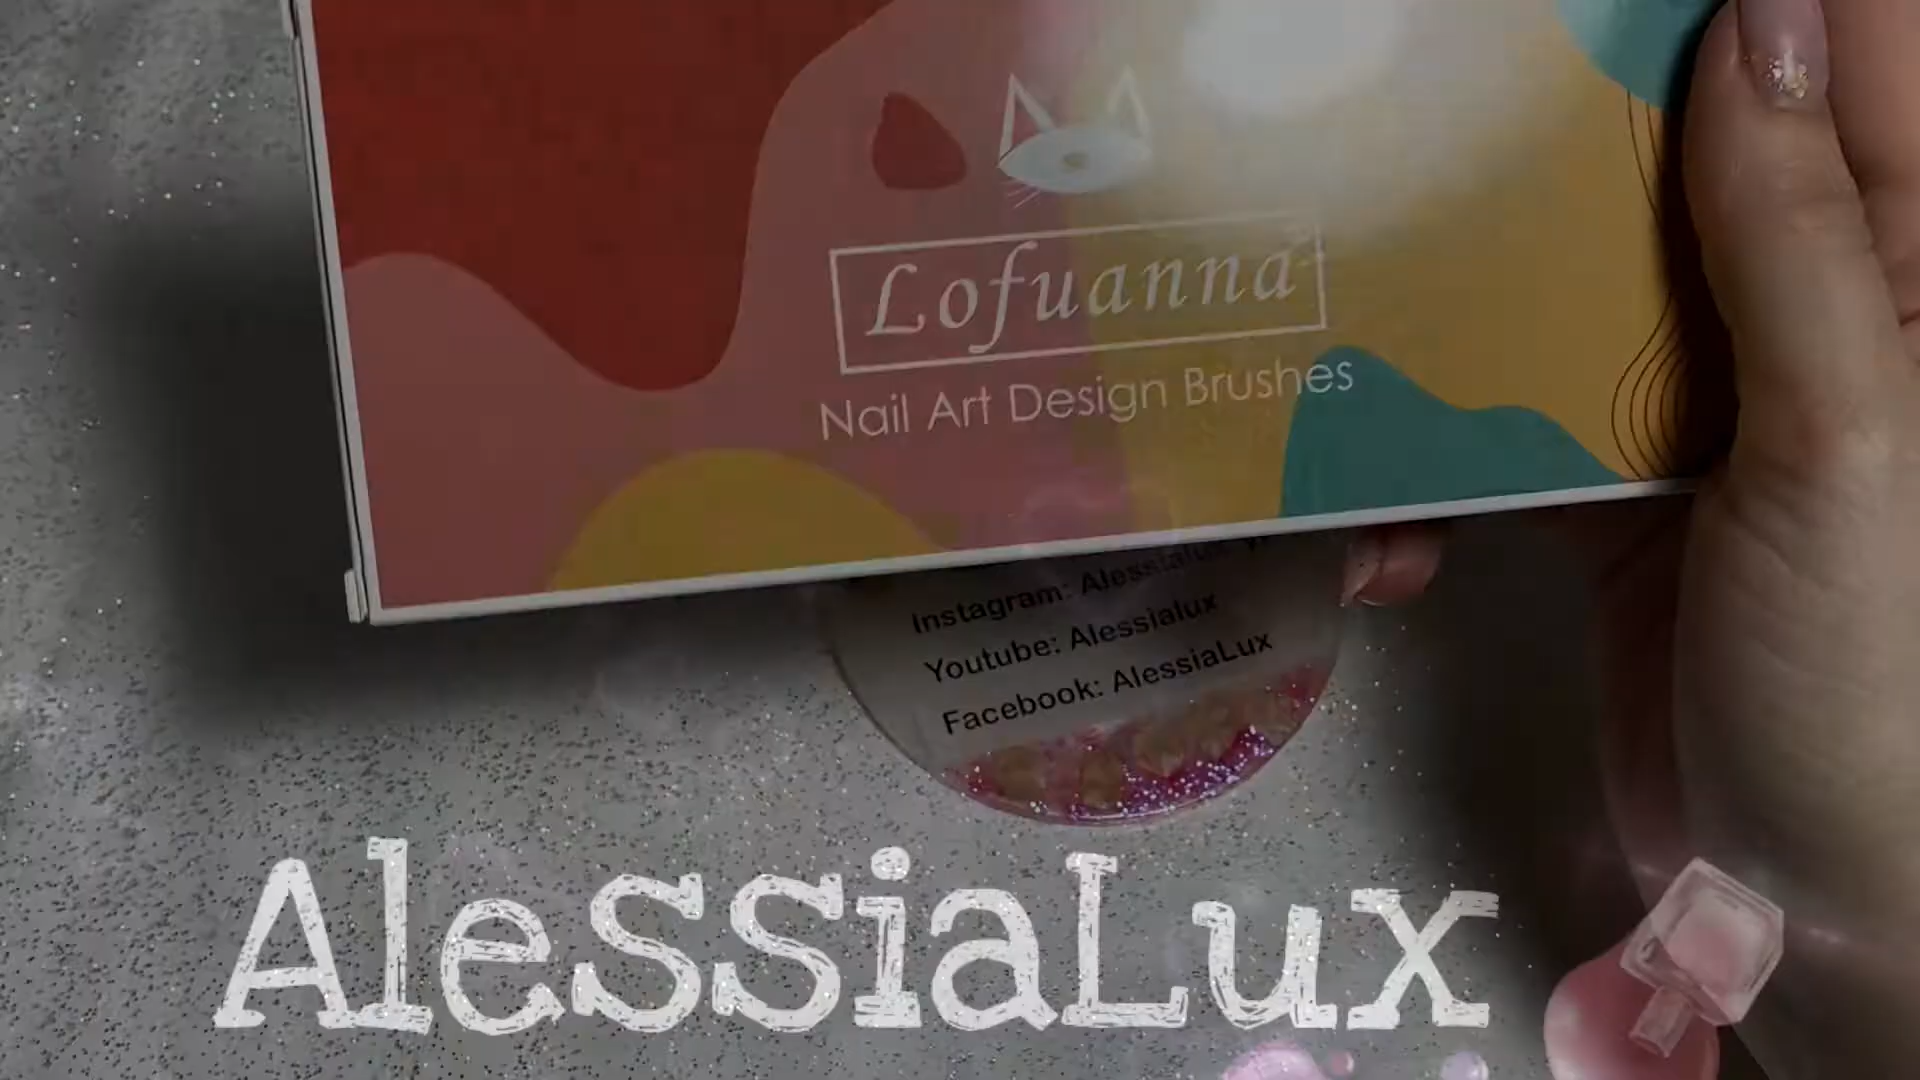 Lofuanna
Nail Art Design Brushes
Instagram: Alessialux
Youtube: Alessialux
Facebook: AlessiaLux
AlessiaLux